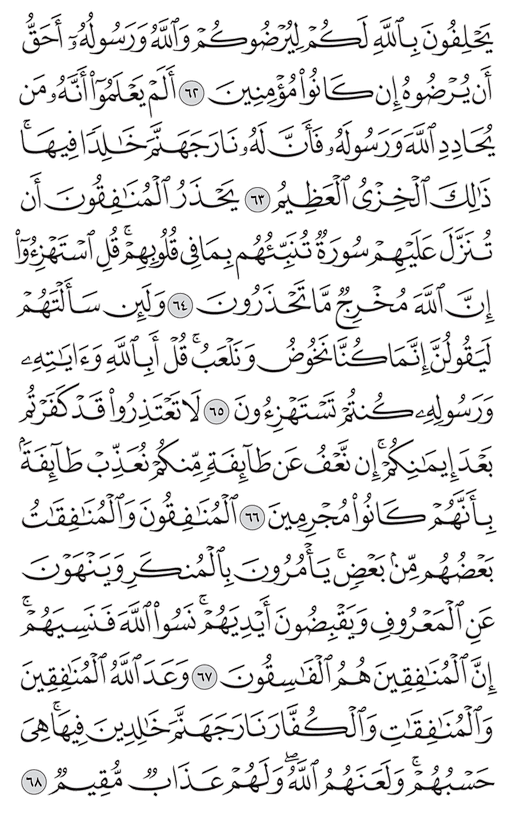 يَحْلِفُونَ بِٱللَّهِ لَكُمْ لِيُرْضُوكُمْ وَٱللَّهُ وَرَسُولُهُۥٓ أَحَقُّ
أَن يُرْضُوهُ إِن كَانُوا۟ مُؤْمِنِينَ ٦٢ أَلَمْ يَعْلَمُوٓا۟ أَنَّهُۥ مَن
يُحَادِدِ ٱللَّهَ وَرَسُولَهُۥ فَأَنَّ لَهُۥ نَارَ جَهَنَّمَ خَٰلِدًا فِيهَا ۚ
ذَٰلِكَ ٱلْخِزْىُ ٱلْعَظِيمُ ٦٣ يَحْذَرُ ٱلْمُنَٰفِقُونَ أَن
تُنَزَّلَ عَلَيْهِمْ سُورَةٌ تُنَبِّئُهُم بِمَا فِى قُلُوبِهِمْ ۚ قُلِ ٱسْتَهْزِءُوٓا۟
إِنَّ ٱللَّهَ مُخْرِجٌ مَّا تَحْذَرُونَ ٦٤ وَلَئِن سَأَلْتَهُمْ
لَيَقُولُنَّ إِنَّمَا كُنَّا نَخُوضُ وَنَلْعَبُ ۚ قُلْ أَبِٱللَّهِ وَءَايَٰتِهِۦ
وَرَسُولِهِۦ كُنتُمْ تَسْتَهْزِءُونَ ٦٥ لَا تَعْتَذِرُوا۟ قَدْ كَفَرْتُم
بَعْدَ إِيمَٰنِكُمْ ۚ إِن نَّعْفُ عَن طَآئِفَةٍ مِّنكُمْ نُعَذِّبْ طَآئِفَةًۢ
بِأَنَّهُمْ كَانُوا۟ مُجْرِمِينَ ٦٦ ٱلْمُنَٰفِقُونَ وَٱلْمُنَٰفِقَٰتُ
بَعْضُهُم مِّنۢ بَعْضٍ ۚ يَأْمُرُونَ بِٱلْمُنكَرِ وَيَنْهَوْنَ
عَنِ ٱلْمَعْرُوفِ وَيَقْبِضُونَ أَيْدِيَهُمْ ۚ نَسُوا۟ ٱللَّهَ فَنَسِيَهُمْ ۚ
إِنَّ ٱلْمُنَٰفِقِينَ هُمُ ٱلْفَٰسِقُونَ ٦٧ وَعَدَ ٱللَّهُ ٱلْمُنَٰفِقِينَ
وَٱلْمُنَٰفِقَٰتِ وَٱلْكُفَّارَ نَارَ جَهَنَّمَ خَٰلِدِينَ فِيهَا ۚ هِىَ
حَسْبُهُمْ ۚ وَلَعَنَهُمُ ٱللَّهُ ۖ وَلَهُمْ عَذَابٌ مُّقِيمٌ ٦٨